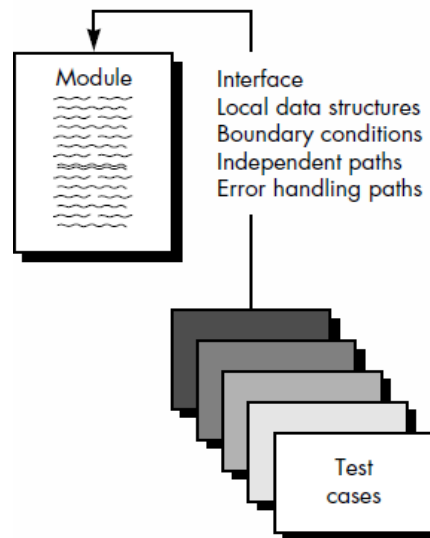 Module
Interface
Local data structures
Boundary conditions
Independent paths
Error handling paths
Test
cases